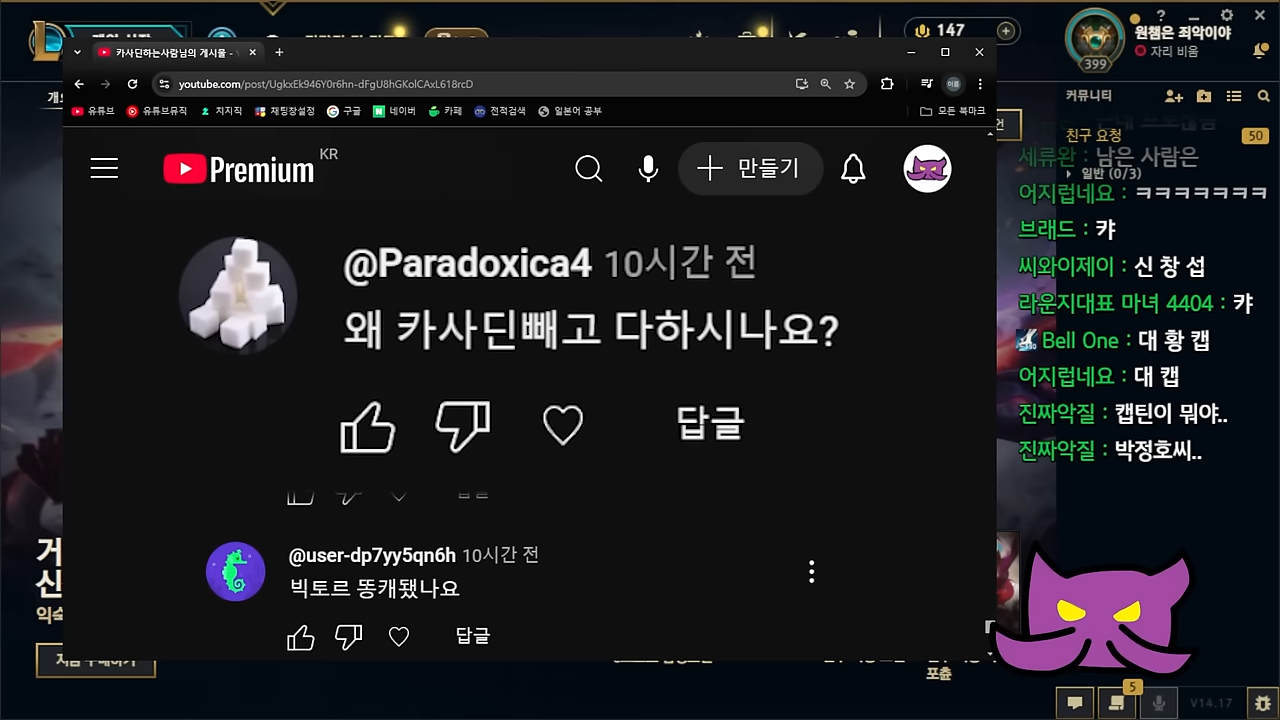 147
원쳄은 죄악이야
자리 비움
399
카사딘하는사람님의 게시물 -
youtube.com/post/UgkxEk946Y0r6hn-dFgU8hGKolCAxL618rcD
유튜브
유튜브뮤직
치지직
채팅창설정
구글
네이버
카페
전적검색
일본어 공부
모든 북마크
커뮤니티
친구 요청
50
일반 (0/3)
Premium KR
만들기
@Paradoxica4 10시간 전
왜 카사딘빼고 다하시나요?
답글
답글
@user-dp7yy5qn6h 10시간 전
빅토르 똥캐됐나요
답글
세류완 : 남은 사람은
어지럽네요 : ㅋㅋㅋㅋㅋㅋㅋ
브래드 : 캬
씨와이제이 : 신 창 섭
라운지대표 마녀 4404 : 캬
Bell One : 대 황 캡
어지럽네요 : 대 캡
진짜악질 : 캡틴이 뭐야..
진짜악질 : 박정호씨..
게
신
익숙
포춘
5
V14.17